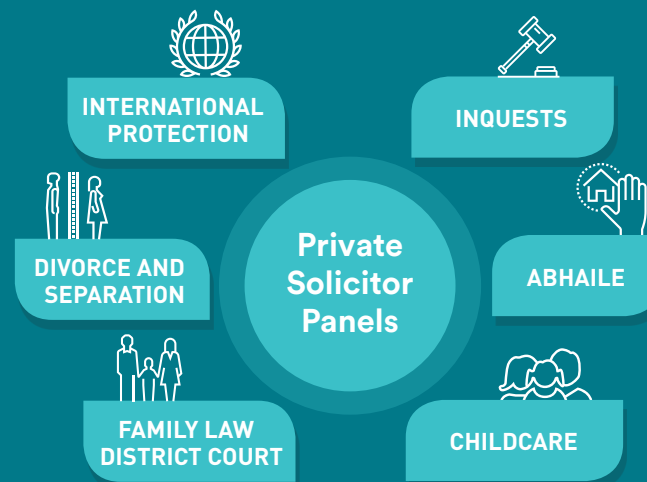 INTERNATIONAL
PROTECTION
INQUESTS
DIVORCE AND
SEPARATION
Private
Solicitor
Panels
ABHAILE
FAMILY LAW
DISTRICT COURT
CHILDCARE